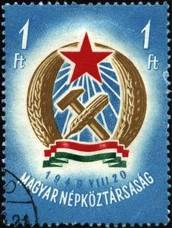 1 1
Ft Ft
1949 VIII 20
MAGYAR NÉPKÖZTÁRSASÁG